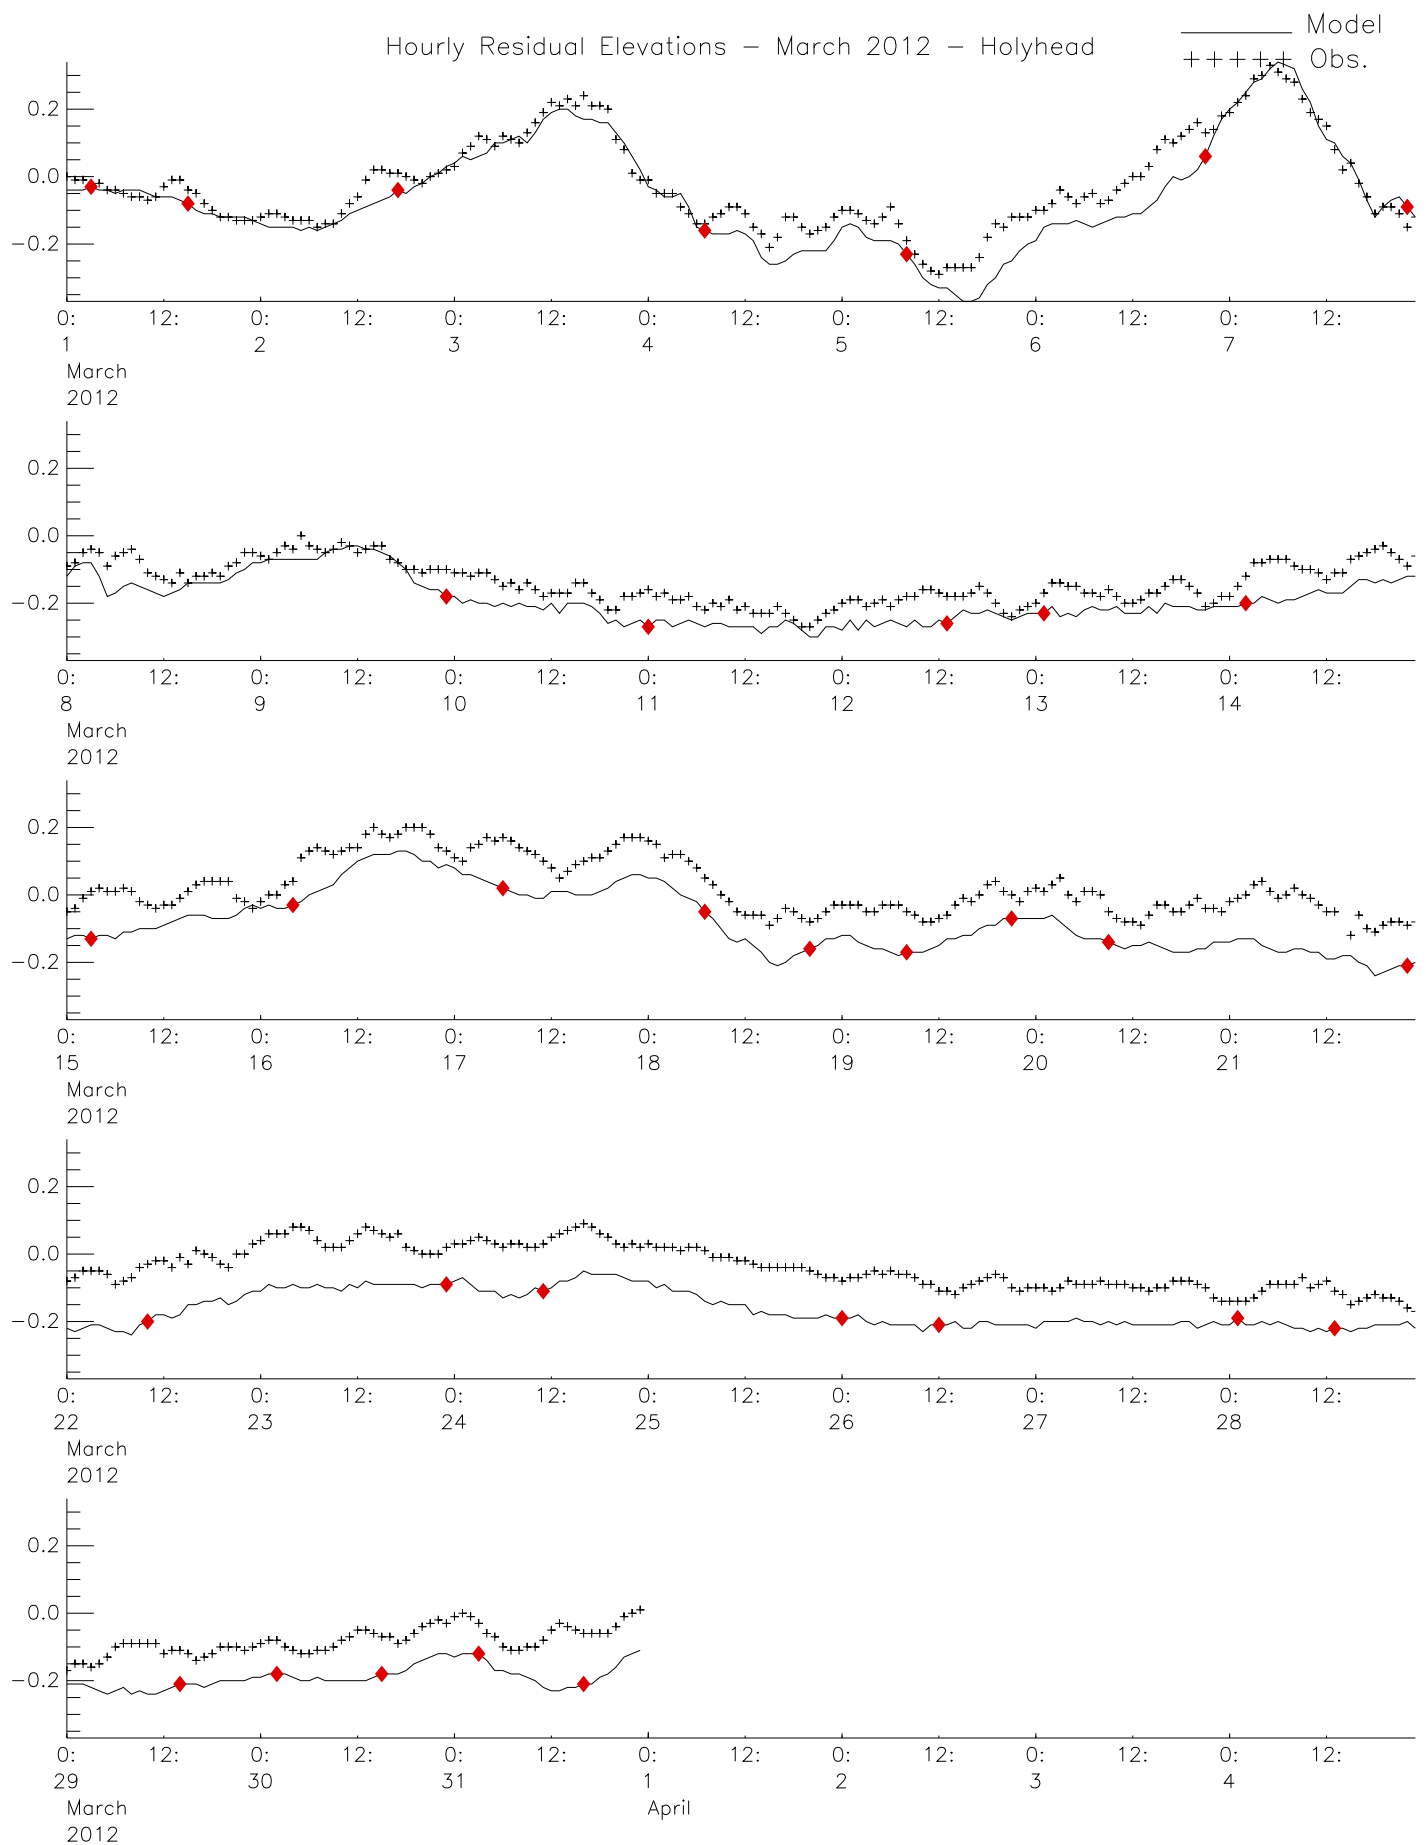 Hourly Residual Elevations – March 2012 – Holyhead
Model
+++++ Obs.
0.2
0.0
−0.2
0: 12: 0: 12: 0: 12: 0: 12: 0: 12: 0: 12: 0: 12:
1 2 3 4 5 6 7
March
2012
0.2
0.0
−0.2
0: 12: 0: 12: 0: 12: 0: 12: 0: 12: 0: 12: 0: 12:
8 9 10 11 12 13 14
March
2012
0.2
0.0
−0.2
0: 12: 0: 12: 0: 12: 0: 12: 0: 12: 0: 12: 0: 12:
15 16 17 18 19 20 21
March
2012
0.2
0.0
−0.2
0: 12: 0: 12: 0: 12: 0: 12: 0: 12: 0: 12: 0: 12:
22 23 24 25 26 27 28
March
2012
0.2
0.0
−0.2
0: 12: 0: 12: 0: 12: 0: 12: 0: 12: 0: 12: 0: 12:
29 30 31 1 2 3 4
March April
2012